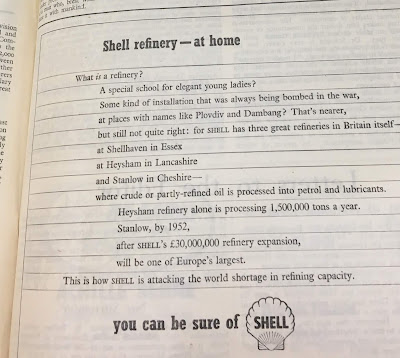 Shell refinery—at home
What is a refinery?
A special school for elegant young ladies?
Some kind of installation that was always being bombed in the war,
at places with names like Plovdiv and Dambang? That's nearer,
but still not quite right: for SHELL has three great refineries in Britain itself—
at Shellhaven in Essex
at Heysham in Lancashire
and Stanlow in Cheshire—
where crude or partly-refined oil is processed into petrol and lubricants.
Heysham refinery alone is processing 1,500,000 tons a year.
Stanlow, by 1952,
after SHELL's £30,000,000 refinery expansion,
will be one of Europe's largest.
This is how SHELL is attacking the world shortage in refining capacity.
you can be sure of SHELL